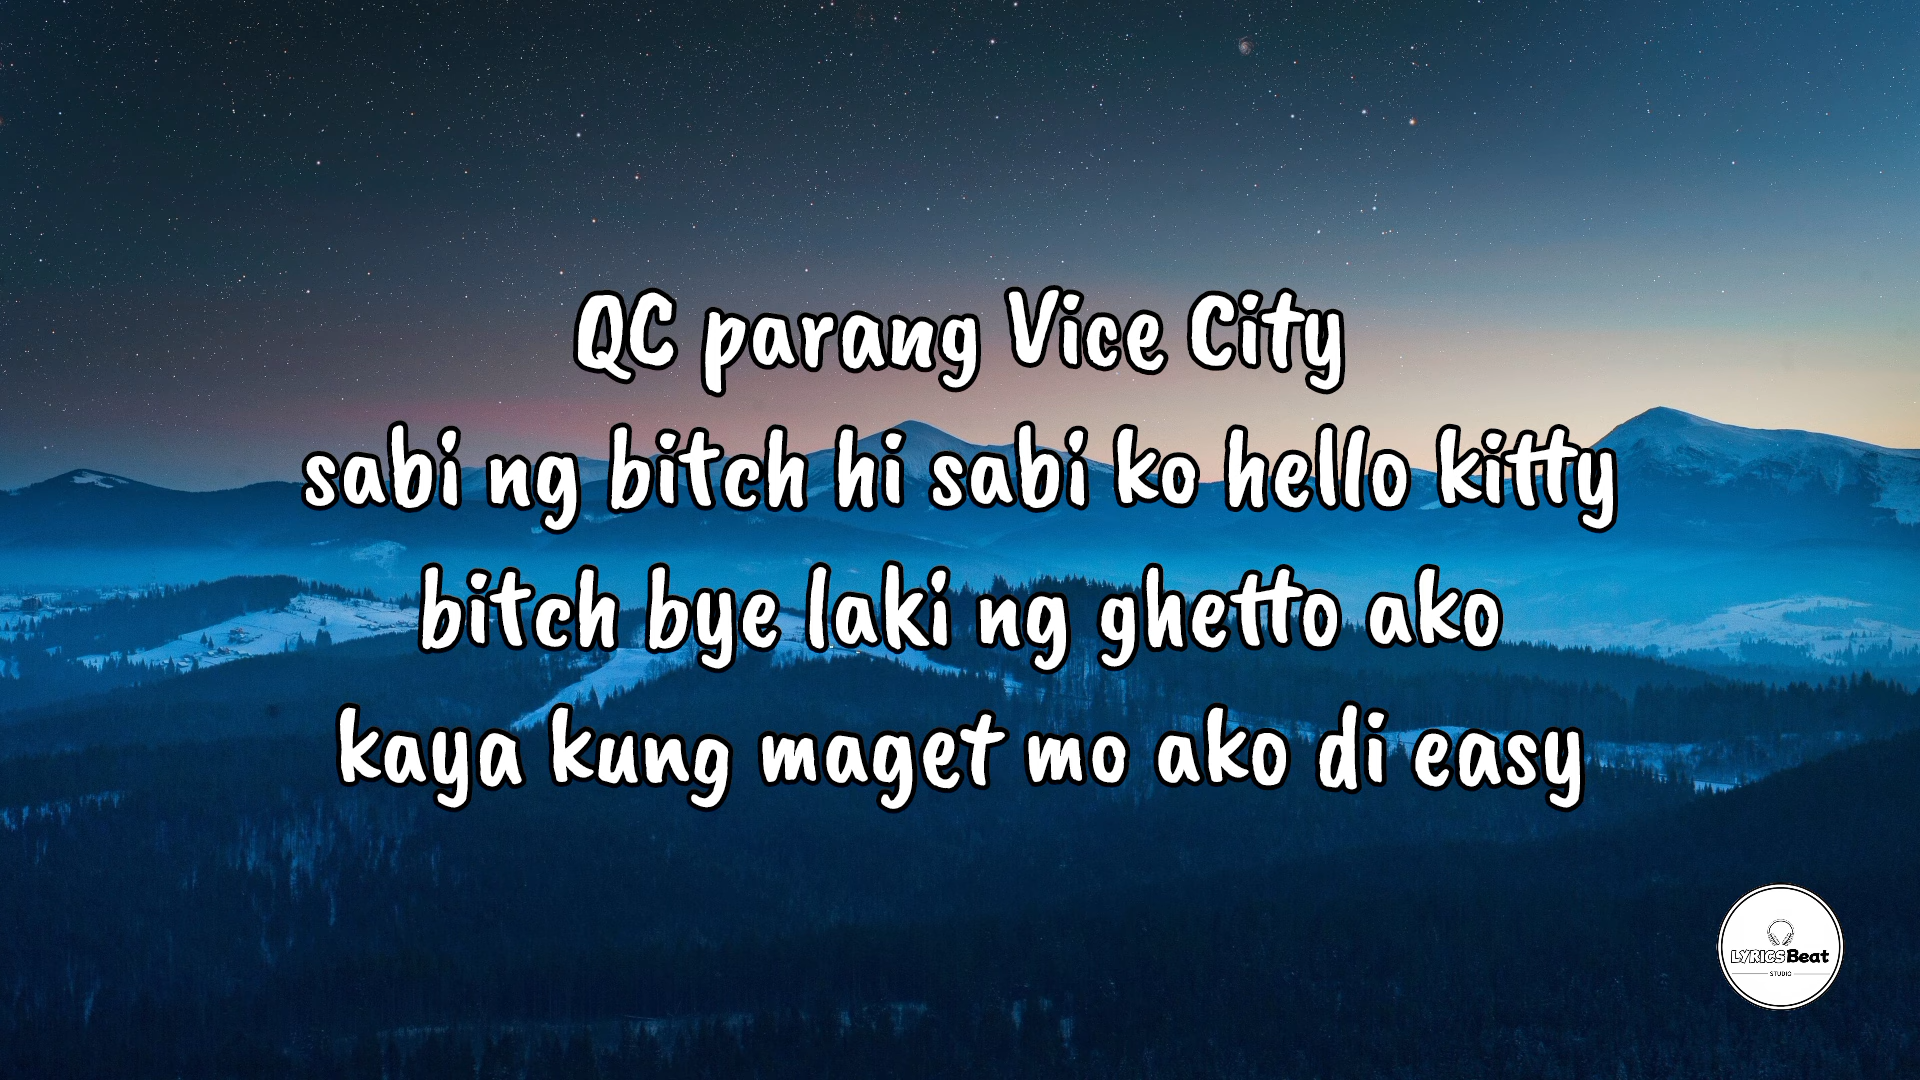 QC parang Vice City
sabi ng bitch hi sabi ko hello kitty
bitch bye laki ng ghetto ako
kaya kung maget mo ako di easy
LYRICSBeat
STUDIO